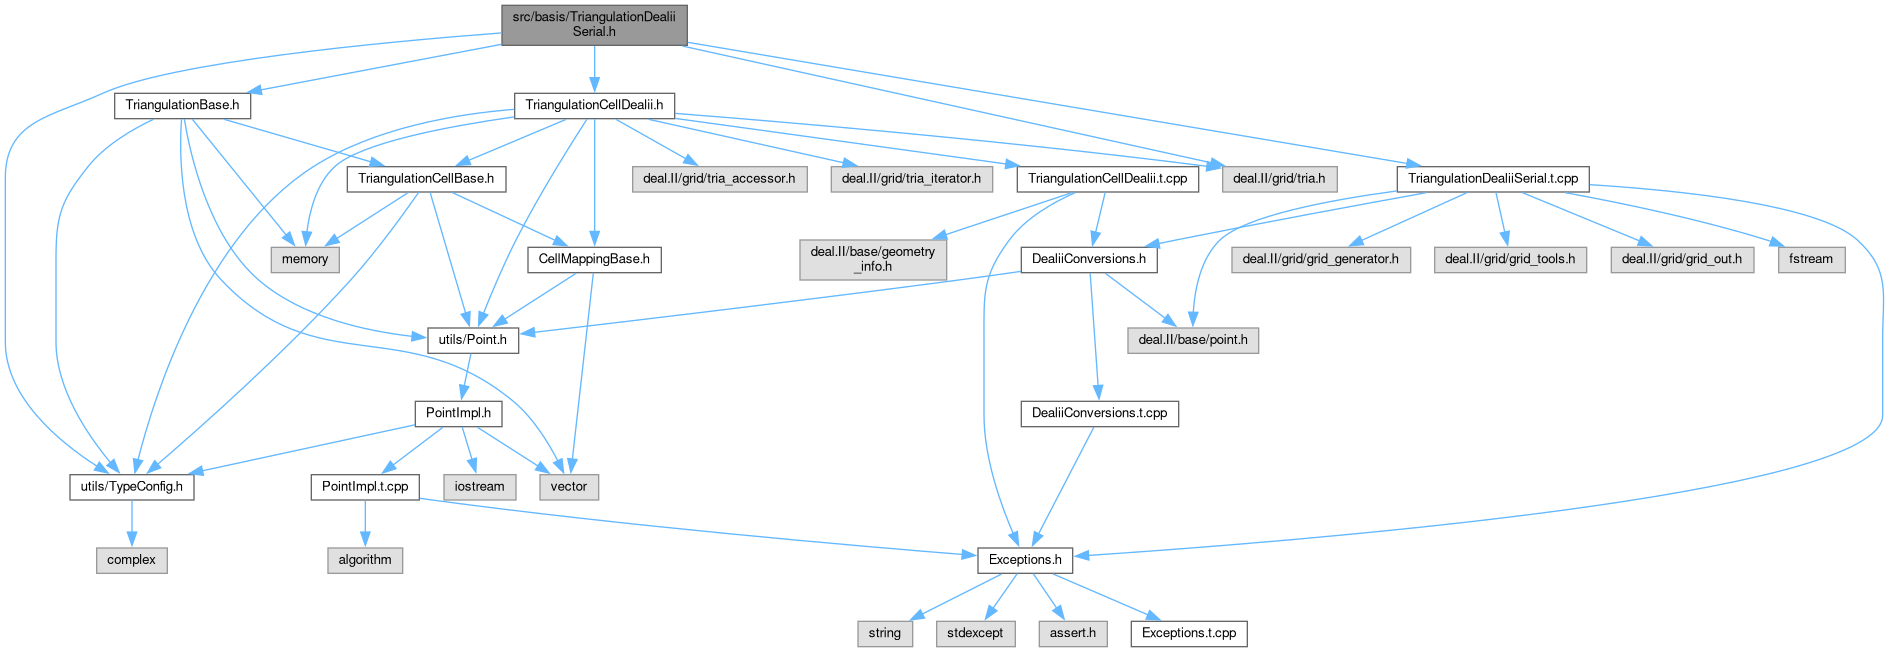 src/basis/TriangulationDealii
Serial.h
TriangulationBase.h
TriangulationCellDealii.h
TriangulationCellBase.h
deal.II/grid/tria_accessor.h
deal.II/grid/tria_iterator.h
TriangulationCellDealii.t.cpp
deal.II/grid/tria.h
TriangulationDealiiSerial.t.cpp
memory
CellMappingBase.h
deal.II/base/geometry
_info.h
DealiiConversions.h
deal.II/grid/grid_generator.h
deal.II/grid/grid_tools.h
deal.II/grid/grid_out.h
fstream
utils/Point.h
deal.II/base/point.h
PointImpl.h
DealiiConversions.t.cpp
utils/TypeConfig.h
PointImpl.t.cpp
iostream
vector
complex
algorithm
Exceptions.h
string
stdexcept
assert.h
Exceptions.t.cpp